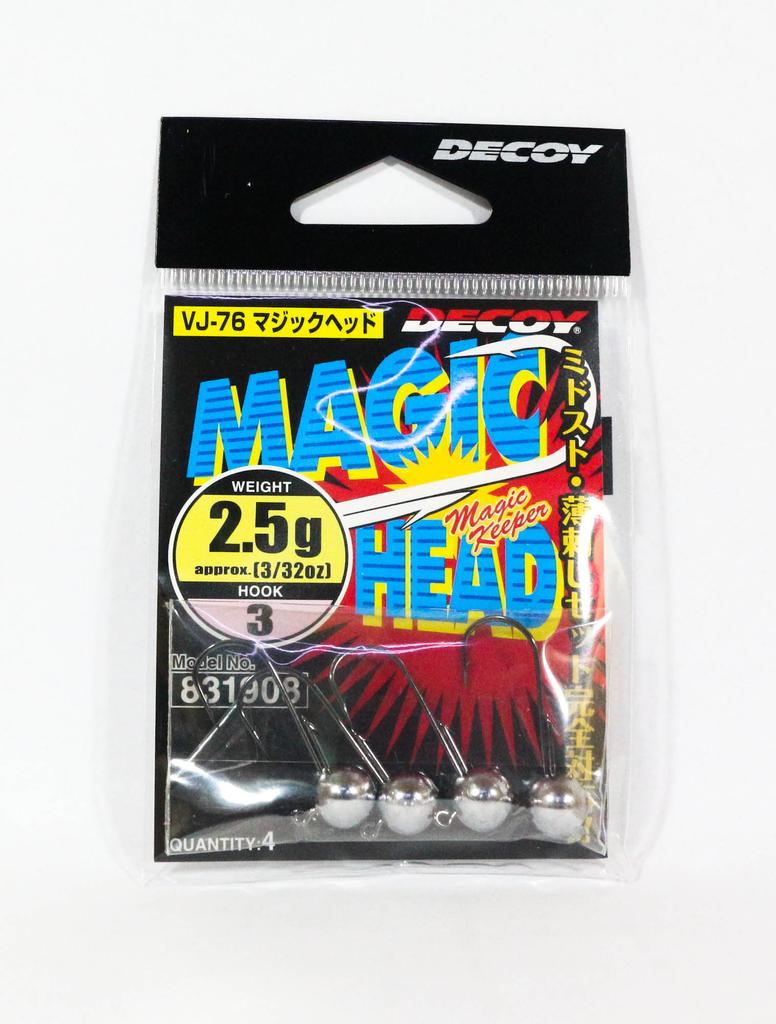 DECOY
VJ-76 マジックヘッド
DECOY®
MAGIC
HEAD
Magic
Keeper
ミドスト・薄刺しセット完全対
WEIGHT
2.5g
approx.(3/32oz)
HOOK
3
Model No.
831908
QUANTITY:4